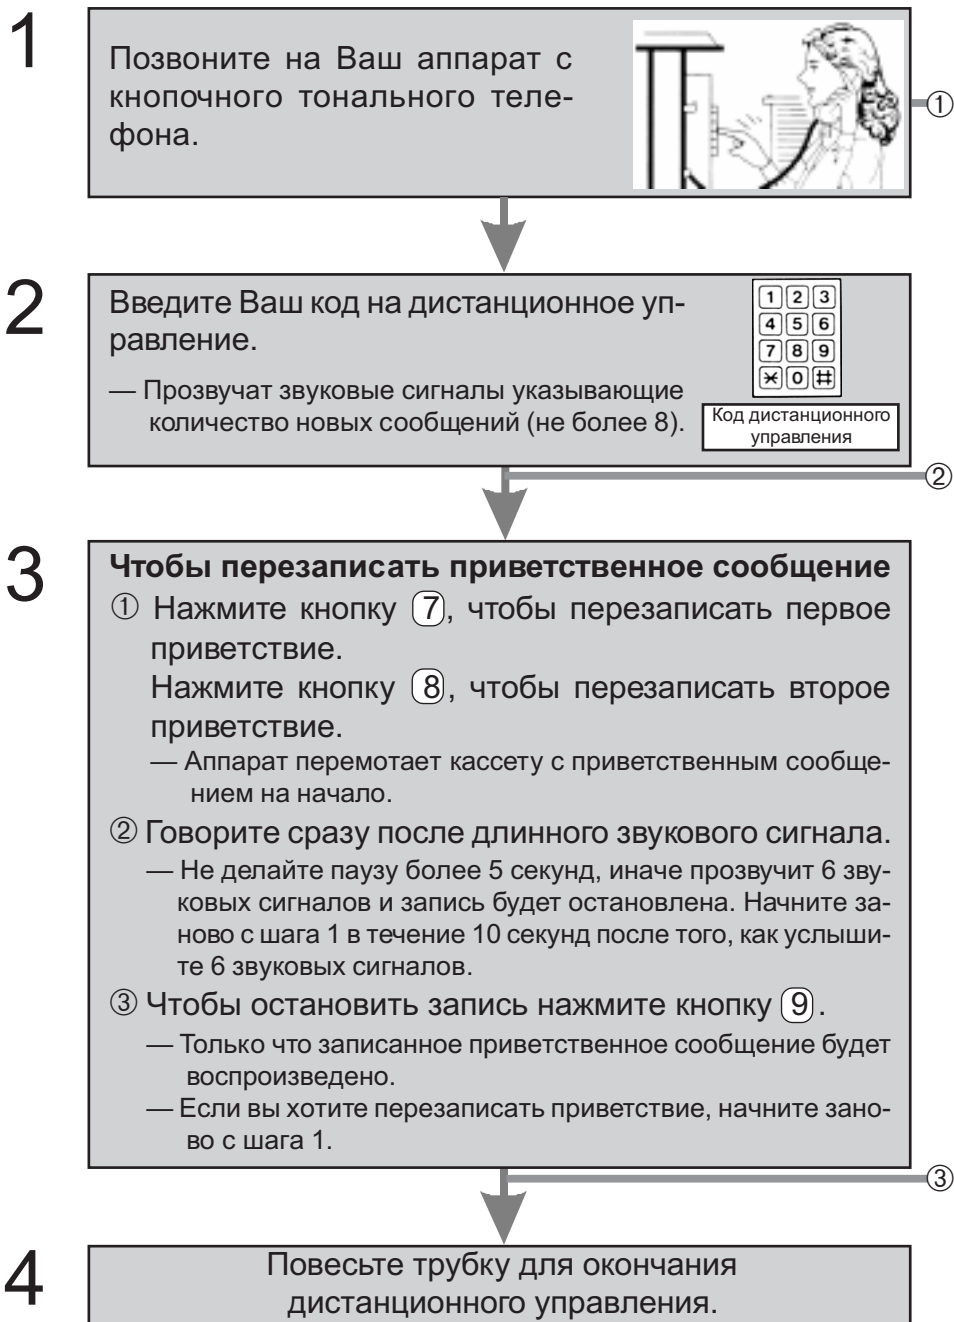 1
Позвоните на Ваш аппарат с
кнопочного тонального теле-
фона.
①
2
Введите Ваш код на дистанционное уп-
равление.
— Прозвучат звуковые сигналы указывающие
количество новых сообщений (не более 8).
1 2 3
4 5 6
7 8 9
* 0 #
Код дистанционного
управления
②
3
Чтобы перезаписать приветственное сообщение
① Нажмите кнопку 7, чтобы перезаписать первое
приветствие.
Нажмите кнопку 8, чтобы перезаписать второе
приветствие.
— Аппарат перемотает кассету с приветственным сообще-
нием на начало.
② Говорите сразу после длинного звукового сигнала.
— Не делайте паузу более 5 секунд, иначе прозвучит 6 зву-
ковых сигналов и запись будет остановлена. Начните за-
ново с шага 1 в течение 10 секунд после того, как услыши-
те 6 звуковых сигналов.
③ Чтобы остановить запись нажмите кнопку 9.
— Только что записанное приветственное сообщение будет
воспроизведено.
— Если вы хотите перезаписать приветствие, начните зано-
во с шага 1.
③
4
Повесьте трубку для окончания
дистанционного управления.